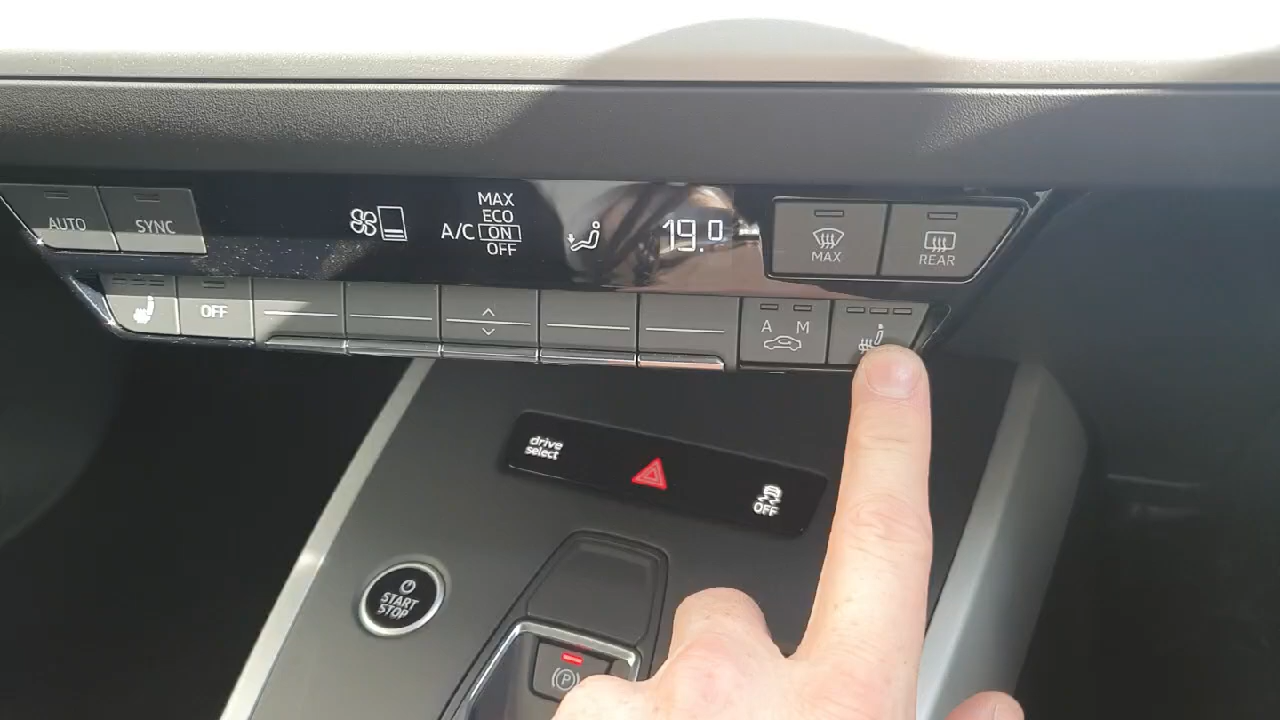 AUTO
SYNC
MAX
ECO
A/C ON
OFF
19.0
MAX
REAR
OFF
A M
drive
select
OFF
START
STOP
P